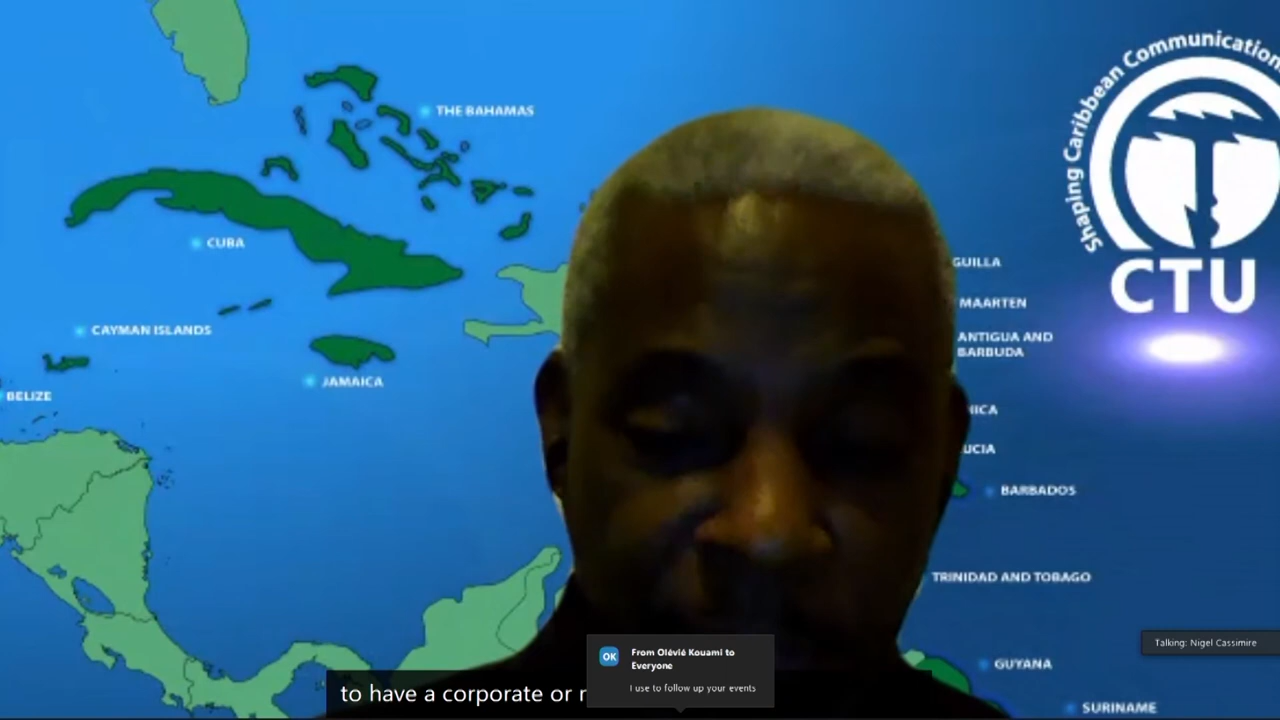 Shaping Caribbean Communication
THE BAHAMAS
CUBA
GUILLA
CTU
MAARTEN
CAYMAN ISLANDS
ANTIGUA AND
BARBUDA
JAMAICA
BELIZE
ICA
UCIA
BARBADOS
TRINIDAD AND TOBAGO
Talking: Nigel Cassimire
OK
From Olévié Kouami to
Everyone
I use to follow up your events
GUYANA
to have a corporate or
SURINAME